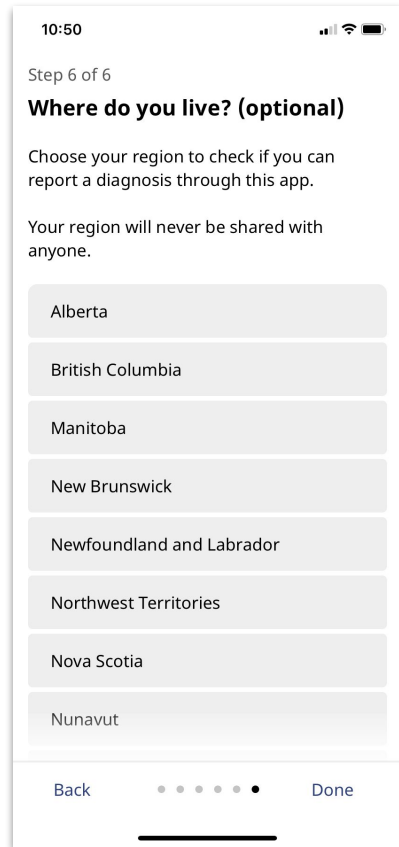 10:50
Step 6 of 6
Where do you live? (optional)
Choose your region to check if you can
report a diagnosis through this app.
Your region will never be shared with
anyone.
Alberta
British Columbia
Manitoba
New Brunswick
Newfoundland and Labrador
Northwest Territories
Nova Scotia
Nunavut
Back
Done